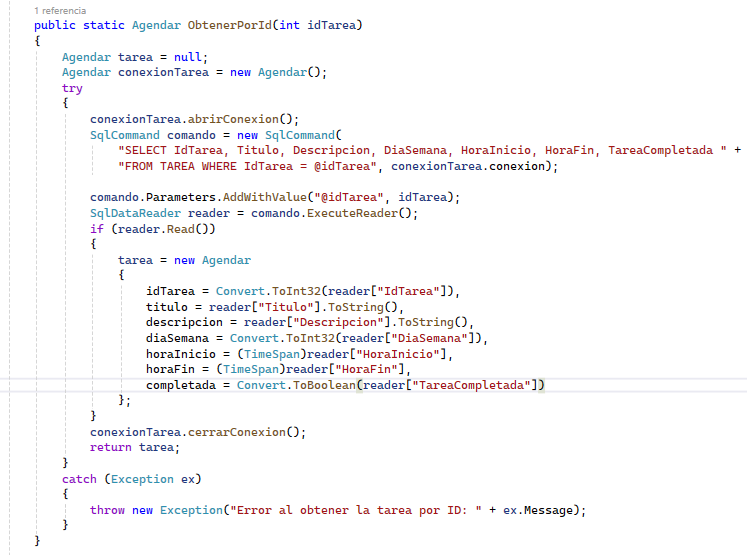 1 referencia
public static Agendar ObtenerPorId(int idTarea)
{
    Agendar tarea = null;
    Agendar conexionTarea = new Agendar();
    try
    {
        conexionTarea.abrirConexion();
        SqlCommand comando = new SqlCommand(
            "SELECT IdTarea, Titulo, Descripcion, DiaSemana, HoraInicio, HoraFin, TareaCompletada " +
            "FROM TAREA WHERE IdTarea = @idTarea", conexionTarea.conexion);

        comando.Parameters.AddWithValue("@idTarea", idTarea);
        SqlDataReader reader = comando.ExecuteReader();
        if (reader.Read())
        {
            tarea = new Agendar
            {
                idTarea = Convert.ToInt32(reader["IdTarea"]),
                titulo = reader["Titulo"].ToString(),
                descripcion = reader["Descripcion"].ToString(),
                diaSemana = Convert.ToInt32(reader["DiaSemana"]),
                horaInicio = (TimeSpan)reader["HoraInicio"],
                horaFin = (TimeSpan)reader["HoraFin"],
                completada = Convert.ToBoolean(reader["TareaCompletada"])
            };
        }
        conexionTarea.cerrarConexion();
        return tarea;
    }
    catch (Exception ex)
    {
        throw new Exception("Error al obtener la tarea por ID: " + ex.Message);
    }
}